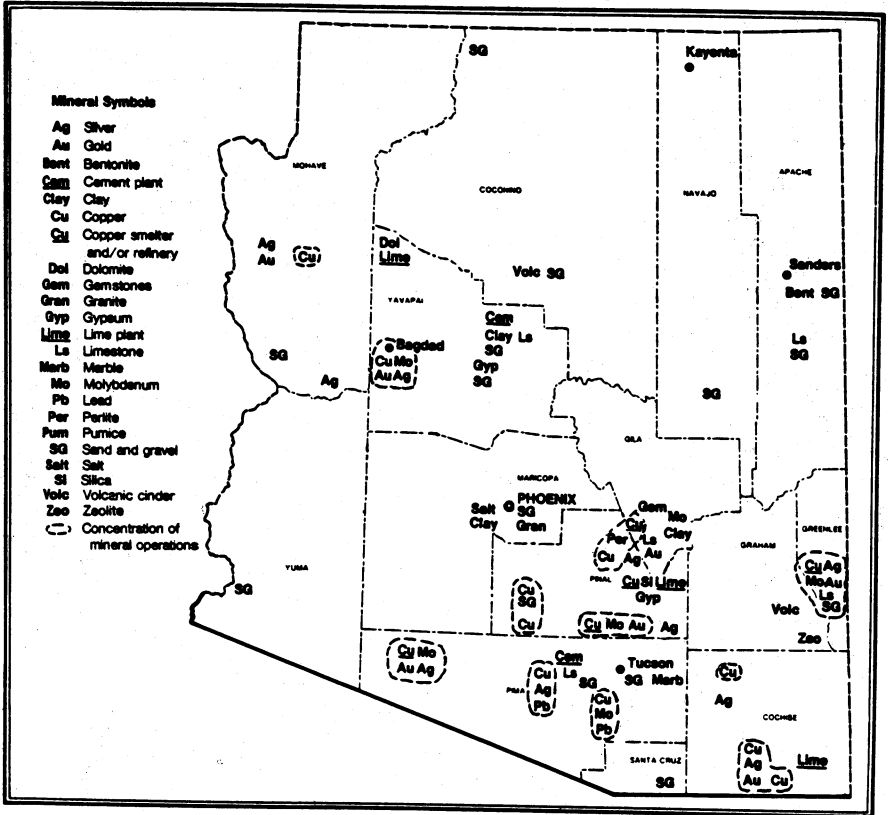 Mineral Symbols
Ag Silver
Au Gold
Bent Bentonite
Cem Cement plant
Clay Clay
Cu Copper
Cu Copper smelter
and/or refinery
Dol Dolomite
Gem Gemstones
Gran Granite
Gyp Gypsum
Lime Lime plant
Ls Limestone
Marb Marble
Mo Molybdenum
Pb Lead
Per Perlite
Pum Pumice
SG Sand and gravel
Salt Salt
Si Silica
Volc Volcanic cinder
Zeo Zeolite
Concentration of
mineral operations
SG
Kayenta
MOHAVE
COCONINO
NAVAJO
APACHE
Ag
Au
Cu
Dol
Lime
Volc SG
Sanders
Bent SG
YAVAPAI
Cem
Clay Ls
SG
Gyp
SG
Bagdad
Cu Mo
Au Ag
Ls
SG
SG
Ag
SG
GILA
MARICOPA
PHOENIX
Salt
Clay
SG
Gran
Gem
Mo
Cu
Clay
Per
Ls
Cu
Ag
Au
GRAHAM
GREENLEE
Cu Ag
Mo Au
Ls
SG
YUMA
SG
PINAL
Cu Si Lime
Gyp
Cu
SG
Cu
Cu Mo Au
Ag
Volc
Zeo
Cu Mo
Au Ag
PIMA
Cem
Ls
SG
Tucson
SG Marb
Cu
Ag
Pb
Cu
Mo
Pb
Cu
Ag
COCHISE
SANTA CRUZ
SG
Cu
Ag
Au Cu
Lime